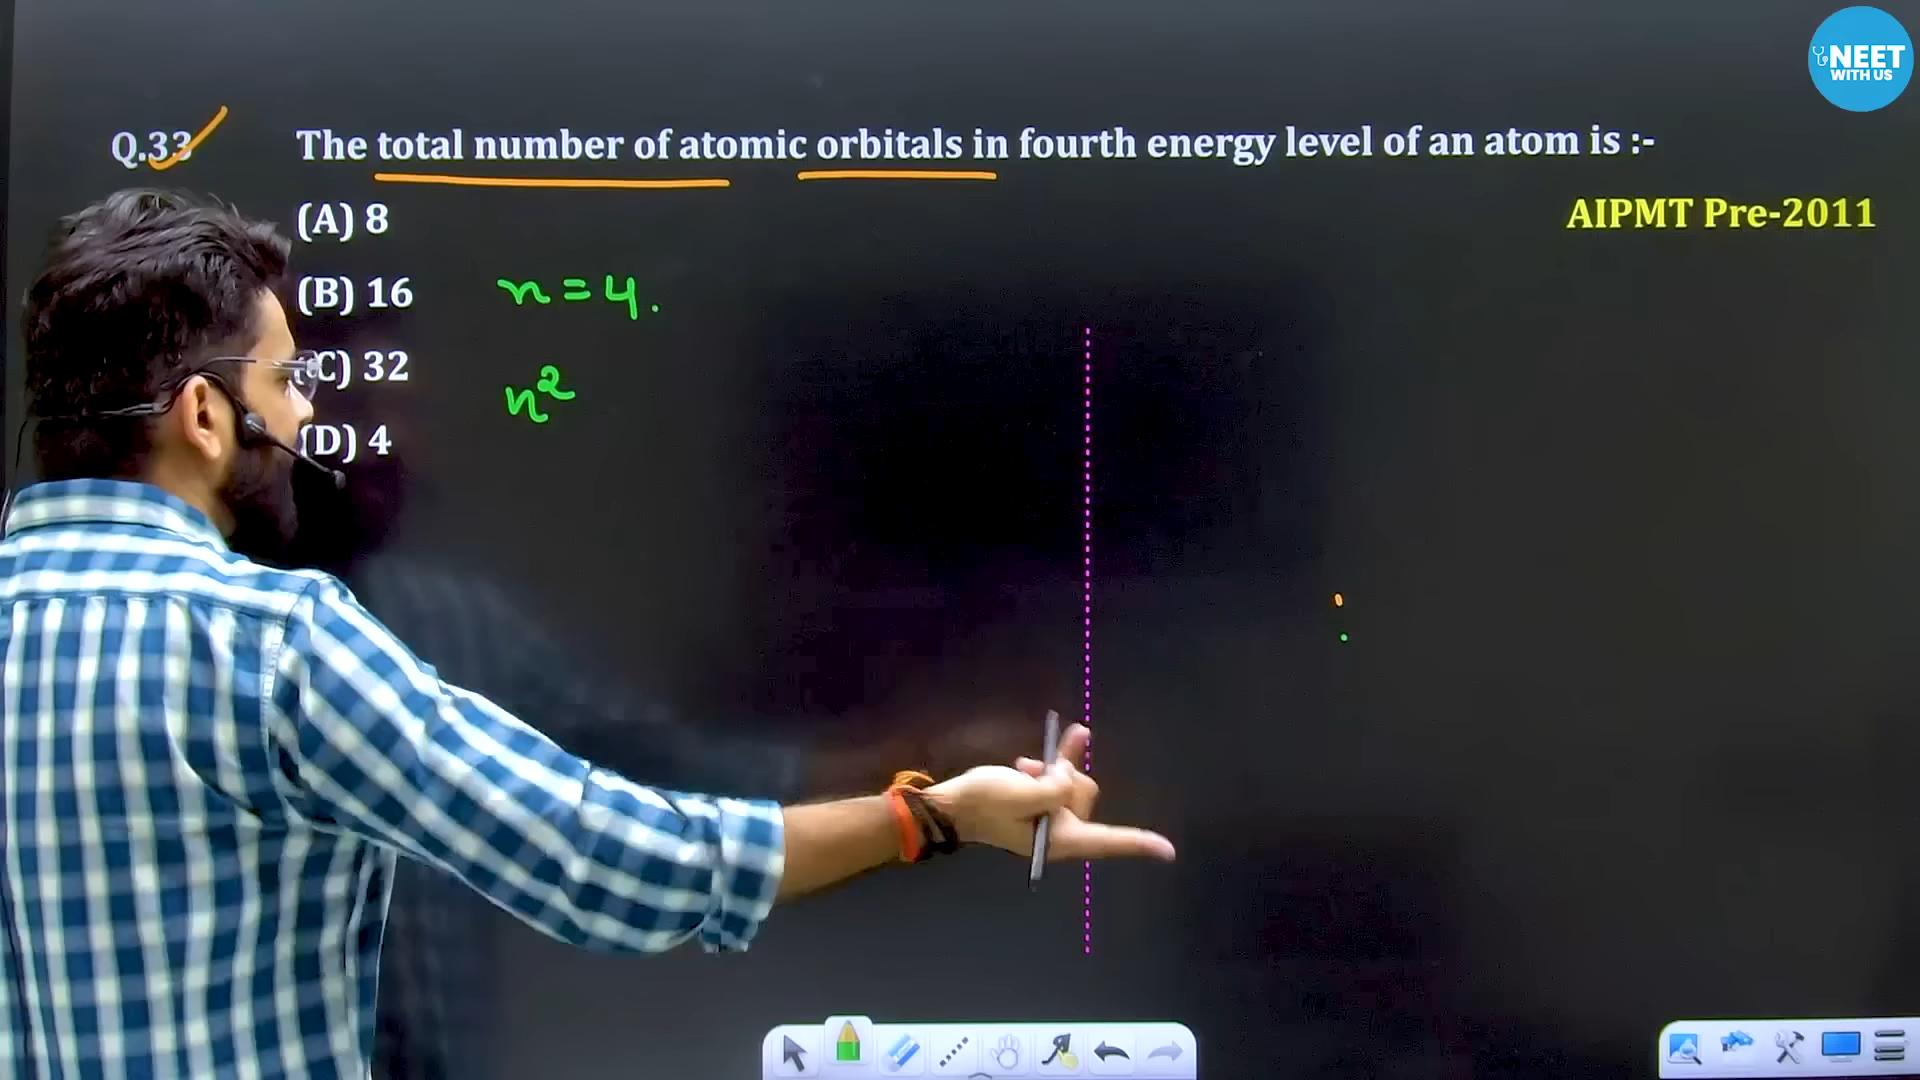 NEET
WITH US
Q.33 The total number of atomic orbitals in fourth energy level of an atom is :-
AIPMT Pre-2011
(A) 8
(B) 16
n = 4.
(C) 32
n²
(D) 4